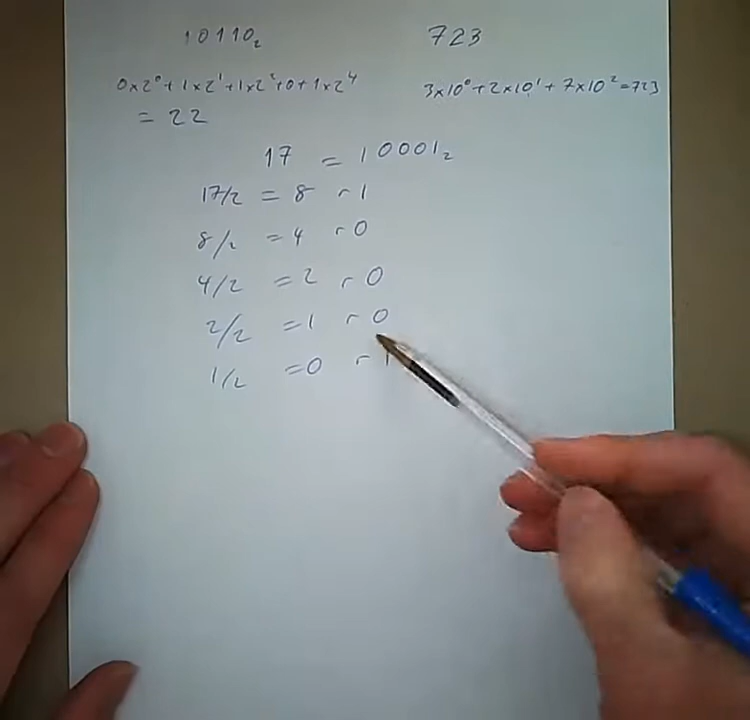 10110₂ 723
0×2⁰+1×2¹+1×2²+0+1×2⁴ 3×10⁰+2×10¹+7×10²=723
= 22
17 = 10001₂
17/2 = 8 r 1
8/2 = 4 r 0
4/2 = 2 r 0
2/2 = 1 r 0
1/2 = 0 r 1